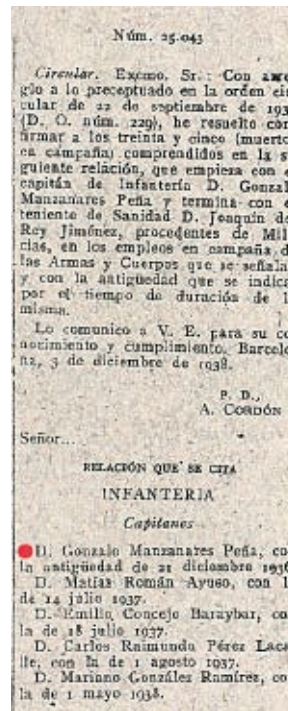 Núm. 25.043
Circular. Excmo. Sr.: Con arre
glo a lo preceptuado en la orden cir
cular de 22 de septiembre de 193
(D. O. núm. 229), he resuelto con
firmar a los treinta y cinco (muerto
en campaña) comprendidos en la si
guiente relación, que empieza con e
capitán de Infantería D. Gonzal
Manzanares Peña y termina con e
teniente de Sanidad D. Joaquín de
Rey Jiménez, procedentes de Mili
cias, en los empleos en campaña d
las Armas y Cuerpos que se señala
y con la antigüedad que se indica
por el tiempo de duración de l
misma.
Lo comunico a V. E. para su co
nocimiento y cumplimiento. Barcelo
na, 3 de diciembre de 1938.
P. D.,
A. CORDÓN
Señor...
RELACIÓN QUE SE CITA
INFANTERIA
Capitanes
D. Gonzalo Manzanares Peña, co
la antigüedad de 21 diciembre 1936
D. Matías Román Ayuso, con l
de 14 julio 1937.
D. Emilio Concejo Baraybar, co
la de 18 julio 1937.
D. Carlos Raimundo Pérez Laca
lle, con la de 1 agosto 1937.
D. Mariano González Ramírez, co
la de 1 mayo 1938.